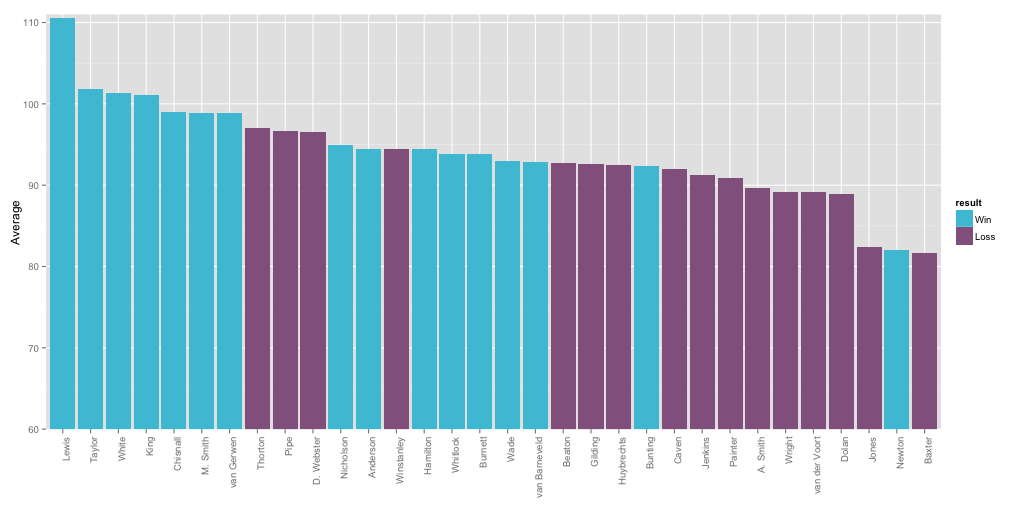 110
100
90
80
70
60
Average
Lewis
Taylor
White
King
Chisnall
M. Smith
van Gerwen
Thorton
Pipe
D. Webster
Nicholson
Anderson
Winstanley
Hamilton
Whitlock
Burnett
Wade
van Barneveld
Beaton
Gilding
Huybrechts
Bunting
Caven
Jenkins
Painter
A. Smith
Wright
van der Voort
Dolan
Jones
Newton
Baxter
result
Win
Loss